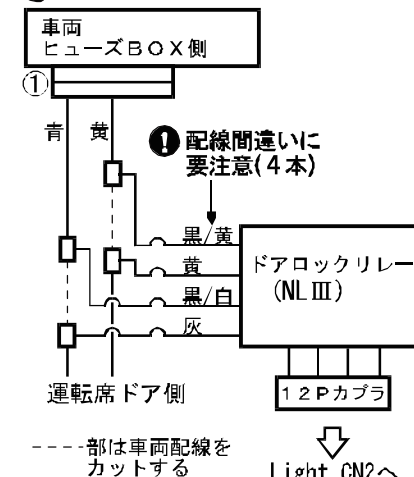 車両
ヒューズBOX側
①
青
黄
! 配線間違いに
要注意(4本)
黒/黄
黄
黒/白
灰
ドアロックリレー
(NLⅢ)
運転席ドア側
12Pカプラ
----部は車両配線を
カットする
Light CN2へ